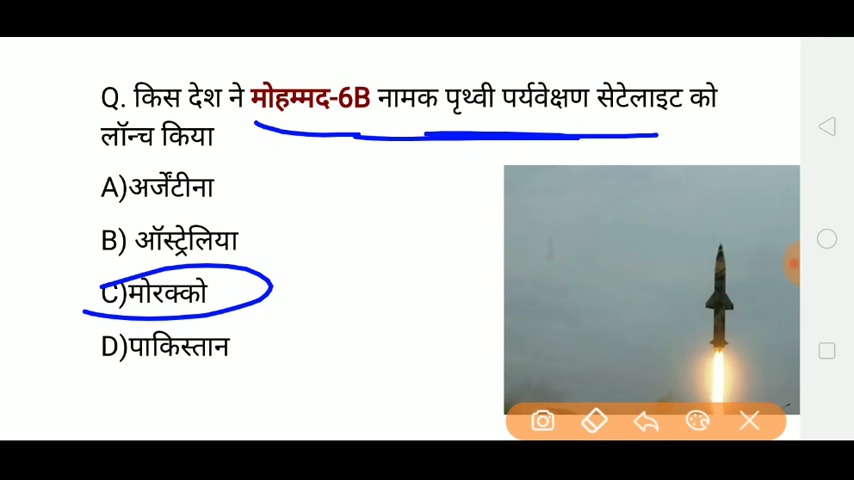 Q. किस देश ने मोहम्मद-6B नामक पृथ्वी पर्यवेक्षण सेटेलाइट को
लॉन्च किया
A)अर्जेंटीना
B) ऑस्ट्रेलिया
C)मोरक्को
D)पाकिस्तान